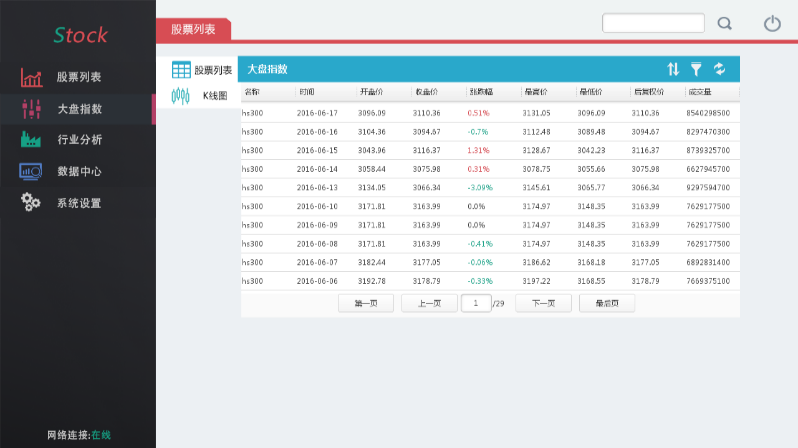 Stock
股票列表
股票列表
大盘指数
行业分析
数据中心
系统设置
网络连接:在线
股票列表
K线图
大盘指数
名称 时间 开盘价 收盘价 涨跌幅 最高价 最低价 后复权价 成交量
hs300 2016-06-17 3096.09 3110.36 0.51% 3131.05 3096.09 3110.36 8540298500
hs300 2016-06-16 3104.36 3094.67 -0.7% 3112.48 3089.48 3094.67 8297470300
hs300 2016-06-15 3043.96 3116.37 1.31% 3128.67 3042.23 3116.37 8739325700
hs300 2016-06-14 3058.44 3075.98 0.31% 3078.75 3055.66 3075.98 6627945700
hs300 2016-06-13 3134.05 3066.34 -3.09% 3145.61 3065.77 3066.34 9297594700
hs300 2016-06-10 3171.81 3163.99 0.0% 3174.97 3148.35 3163.99 7629177500
hs300 2016-06-09 3171.81 3163.99 0.0% 3174.97 3148.35 3163.99 7629177500
hs300 2016-06-08 3171.81 3163.99 -0.41% 3174.97 3148.35 3163.99 7629177500
hs300 2016-06-07 3182.44 3177.05 -0.06% 3186.62 3168.18 3177.05 6892831400
hs300 2016-06-06 3192.78 3178.79 -0.33% 3197.22 3168.55 3178.79 7669375100
第一页 上一页 1 /29 下一页 最后页